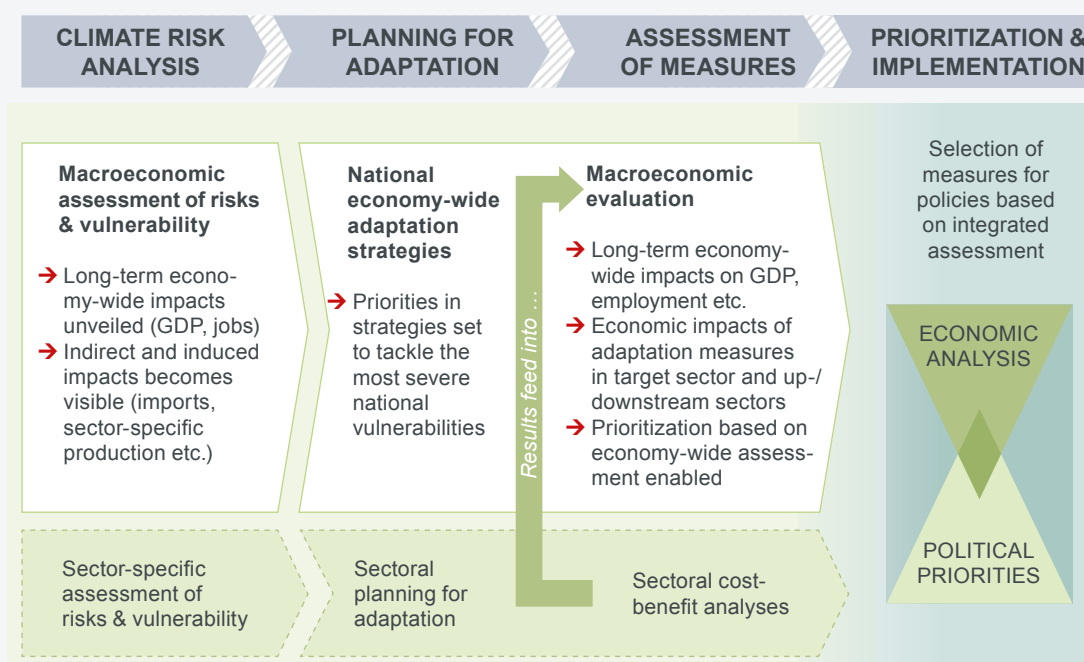 CLIMATE RISK
ANALYSIS
PLANNING FOR
ADAPTATION
ASSESSMENT
OF MEASURES
PRIORITIZATION &
IMPLEMENTATION
Macroeconomic
assessment of risks
& vulnerability
➔ Long-term econo-
my-wide impacts
unveiled (GDP, jobs)
➔ Indirect and induced
impacts becomes
visible (imports,
sector-specific
production etc.)
National
economy-wide
adaptation
strategies
➔ Priorities in
strategies set
to tackle the
most severe
national
vulnerabilities
Results feed into ...
Macroeconomic
evaluation
➔ Long-term economy-
wide impacts on GDP,
employment etc.
➔ Economic impacts of
adaptation measures
in target sector and up-/
downstream sectors
➔ Prioritization based on
economy-wide assess-
ment enabled
Selection of
measures for
policies based
on integrated
assessment
ECONOMIC
ANALYSIS
POLITICAL
PRIORITIES
Sector-specific
assessment of
risks & vulnerability
Sectoral
planning for
adaptation
Sectoral cost-
benefit analyses